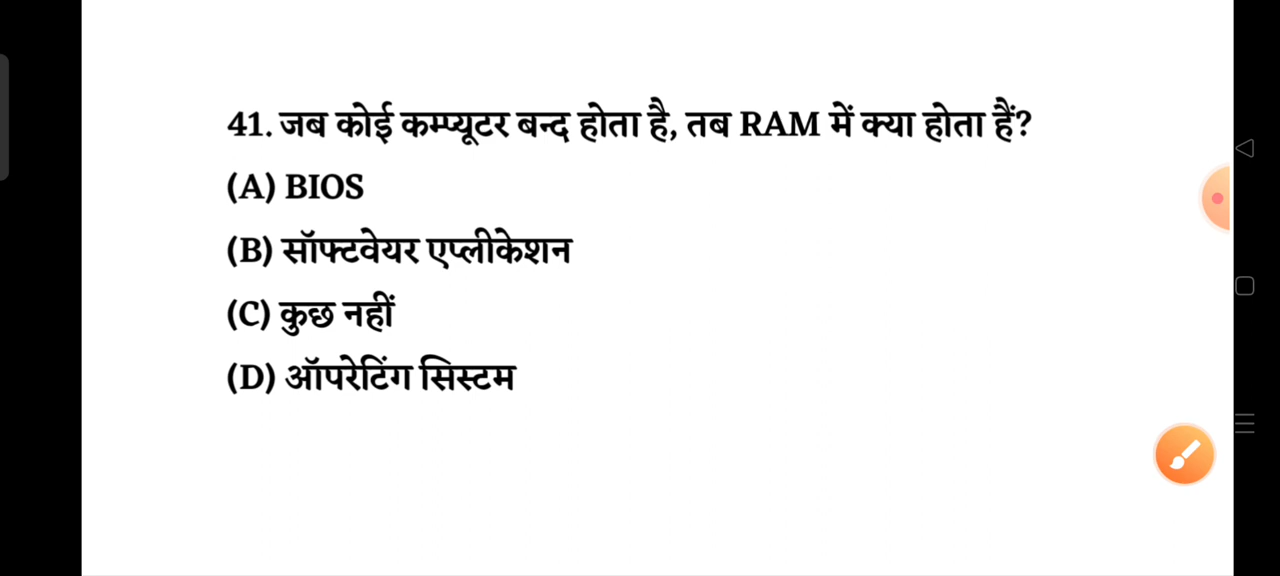 41. जब कोई कम्प्यूटर बन्द होता है, तब RAM में क्या होता हैं?
(A) BIOS
(B) सॉफ्टवेयर एप्लीकेशन
(C) कुछ नहीं
(D) ऑपरेटिंग सिस्टम